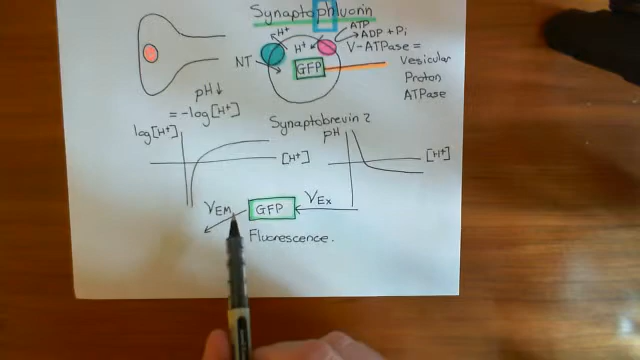 Synaptophluorin
H+
H+
ATP
ADP + Pi
NT
GFP
V-ATPase =
Vesicular
Proton
ATPase
pH↓
= -log[H+]
Synaptobrevin 2
log[H+]
[H+]
pH
[H+]
γEM
GFP
γEx
Fluorescence.